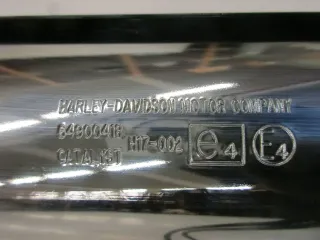 HARLEY-DAVIDSON MOTOR COMPANY
64900418 H17-002 e4 E4
CATALYST